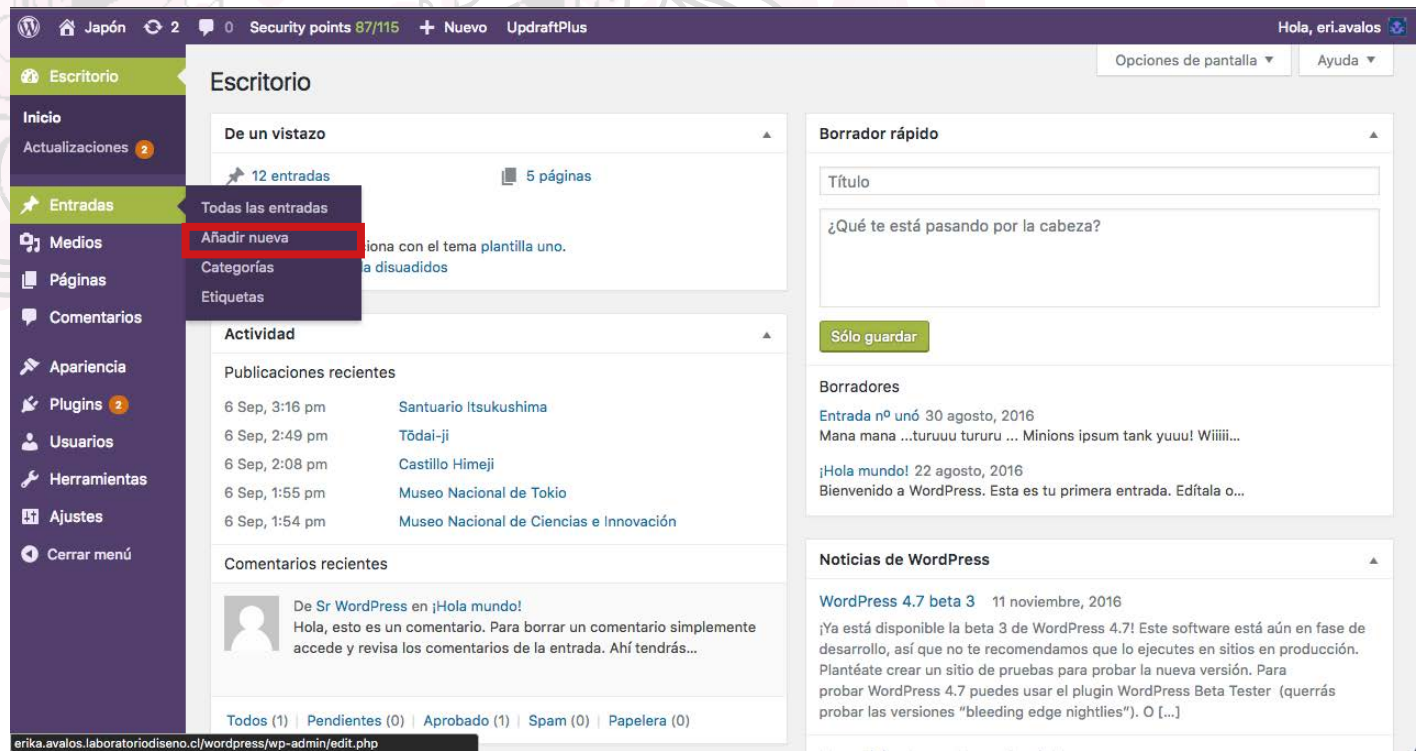 Japón 2 0 Security points 87/115 + Nuevo UpdraftPlus Hola, eri.avalos
Opciones de pantalla Ayuda
Escritorio
Inicio
Actualizaciones 2
Entradas
Medios
Páginas
Comentarios
Apariencia
Plugins 2
Usuarios
Herramientas
Ajustes
Cerrar menú
Todas las entradas
Añadir nueva
Categorías
Etiquetas
Escritorio
De un vistazo
12 entradas 5 páginas
con el tema plantilla uno.
disuadidos
Actividad
Publicaciones recientes
6 Sep, 3:16 pm Santuario Itsukushima
6 Sep, 2:49 pm Tōdai-ji
6 Sep, 2:08 pm Castillo Himeji
6 Sep, 1:55 pm Museo Nacional de Tokio
6 Sep, 1:54 pm Museo Nacional de Ciencias e Innovación
Comentarios recientes
De Sr WordPress en ¡Hola mundo!
Hola, esto es un comentario. Para borrar un comentario simplemente
accede y revisa los comentarios de la entrada. Ahí tendrás...
Todos (1) | Pendientes (0) | Aprobado (1) | Spam (0) | Papelera (0)
Borrador rápido
Título
¿Qué te está pasando por la cabeza?
Sólo guardar
Borradores
Entrada nº unó 30 agosto, 2016
Mana mana ...turuuu tururu ... Minions ipsum tank yuuu! Wiiiii...
¡Hola mundo! 22 agosto, 2016
Bienvenido a WordPress. Esta es tu primera entrada. Edítala o...
Noticias de WordPress
WordPress 4.7 beta 3 11 noviembre, 2016
¡Ya está disponible la beta 3 de WordPress 4.7! Este software está aún en fase de
desarrollo, así que no te recomendamos que lo ejecutes en sitios en producción.
Plantéate crear un sitio de pruebas para probar la nueva versión. Para
probar WordPress 4.7 puedes usar el plugin WordPress Beta Tester (querrás
probar las versiones “bleeding edge nightlies”). O [...]
erika.avalos.laboratoriodiseno.cl/wordpress/wp-admin/edit.php